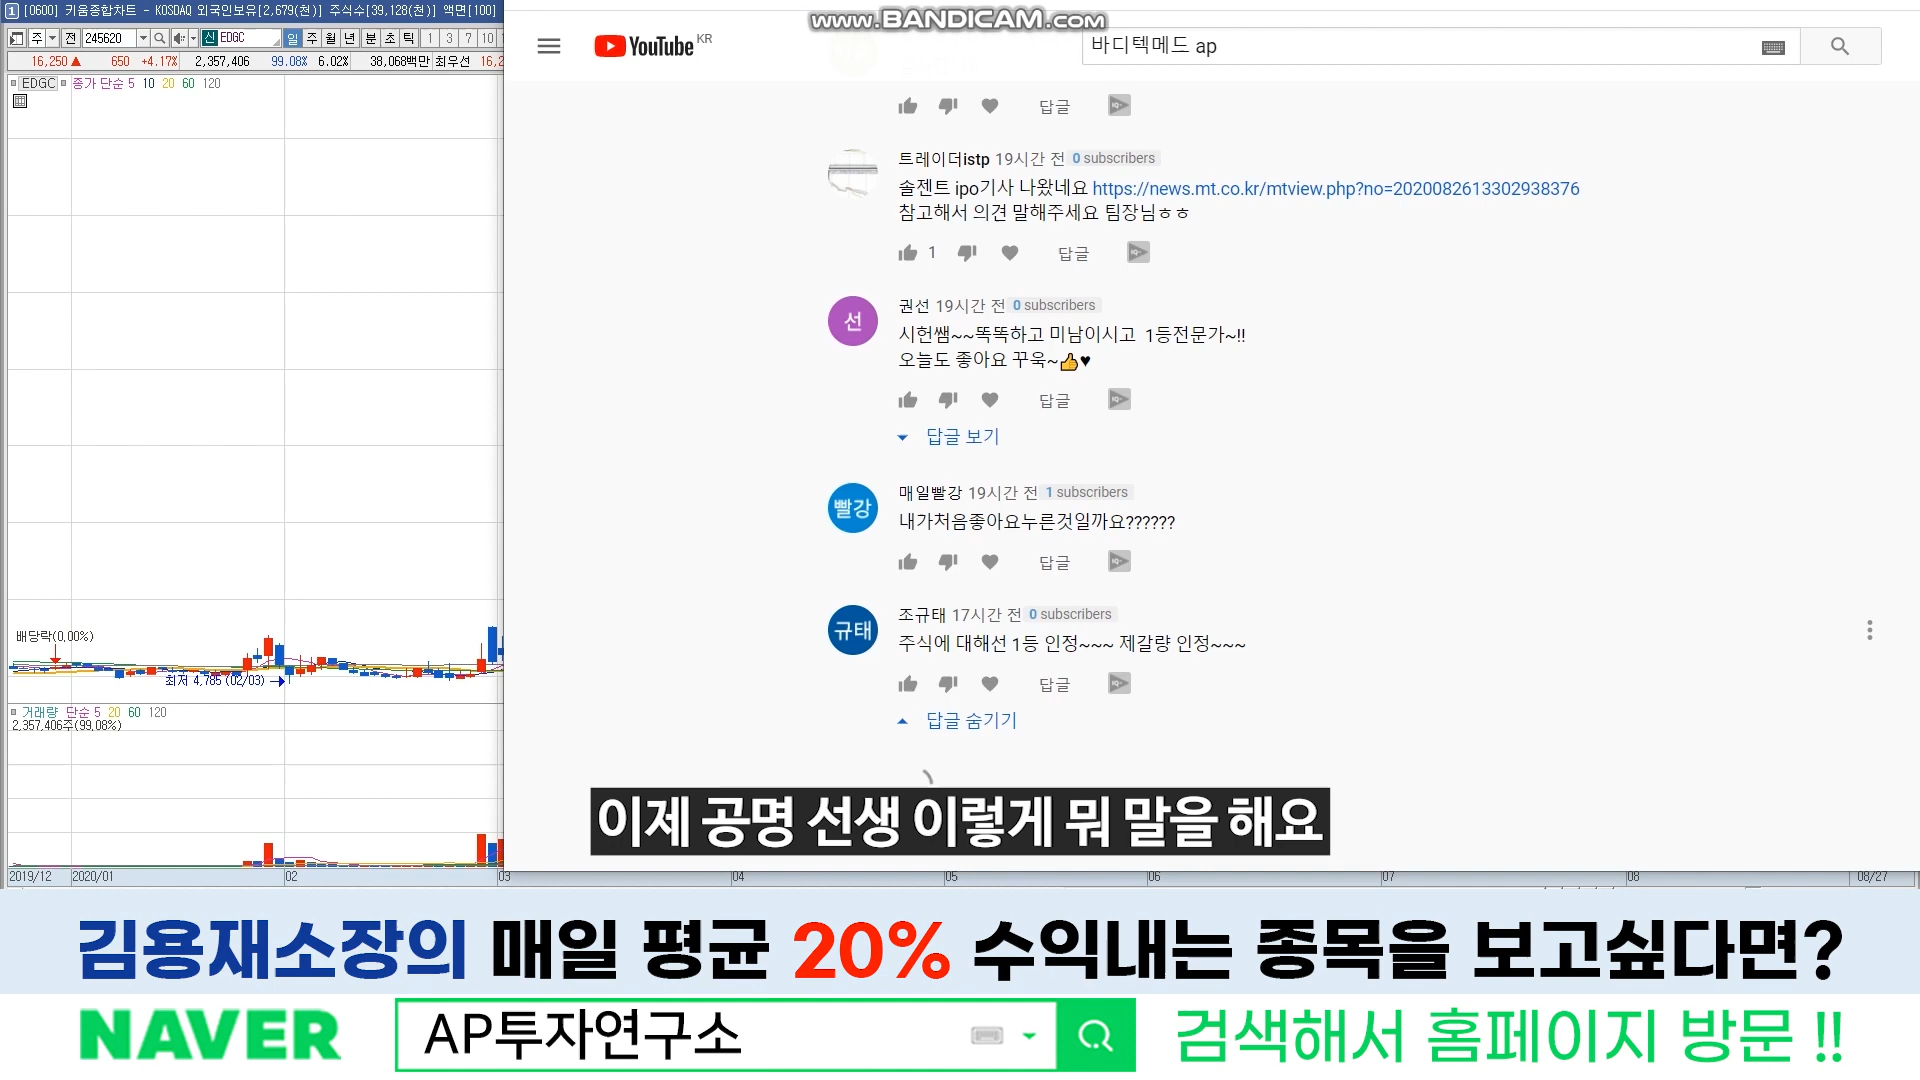 1 [0600] 키움종합차트 - KOSDAQ 외국인보유[2,679(천)] 주식수[39,128(천)] 액면[100]
www.BANDICAM.com
주 전 245620 신 EDGC 일 주 월 년 분 초 틱 1 3 7 10
16,250 ▲ 650 +4.17% 2,357,406 99.08% 6.02% 38,068백만 최우선 16,2
EDGC 종가 단순 5 10 20 60 120
YouTube KR
바디텍메드 ap
답글
트레이더istp 19시간 전 0 subscribers
솔젠트 ipo기사 나왔네요 https://news.mt.co.kr/mtview.php?no=2020082613302938376
참고해서 의견 말해주세요 팀장님ㅎㅎ
1 답글
선
권선 19시간 전 0 subscribers
시헌쌤~~똑똑하고 미남이시고 1등전문가~!!
오늘도 좋아요 꾸욱~👍♥
답글
답글 보기
빨강
매일빨강 19시간 전 1 subscribers
내가처음좋아요누른것일까요??????
답글
규태
조규태 17시간 전 0 subscribers
주식에 대해선 1등 인정~~~ 제갈량 인정~~~
답글
답글 숨기기
배당락(0,00%)
최저 4,785 (02/03)
거래량 단순 5 20 60 120
2,357,406주(99,08%)
이제 공명 선생 이렇게 뭐 말을 해요
2019/12 2020/01 02 03 04 05 06 07 08 08/27
김용재소장의 매일 평균 20% 수익내는 종목을 보고싶다면?
NAVER AP투자연구소 검색해서 홈페이지 방문 !!